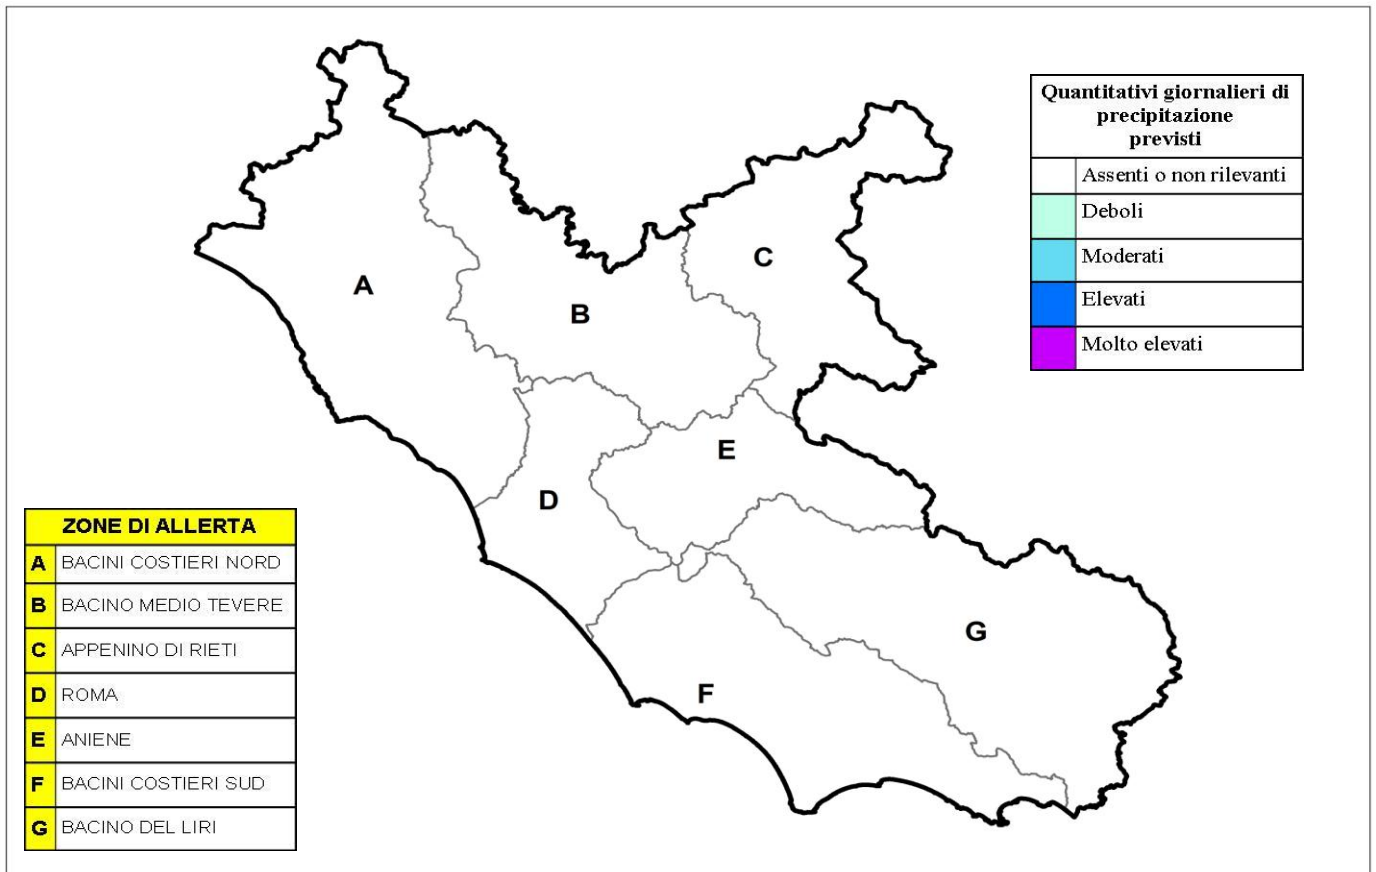 Quantitativi giornalieri di
precipitazione
previsti
Assenti o non rilevanti
Deboli
Moderati
Elevati
Molto elevati
A
B
C
D
E
F
G
ZONE DI ALLERTA
A BACINI COSTIERI NORD
B BACINO MEDIO TEVERE
C APPENINO DI RIETI
D ROMA
E ANIENE
F BACINI COSTIERI SUD
G BACINO DEL LIRI